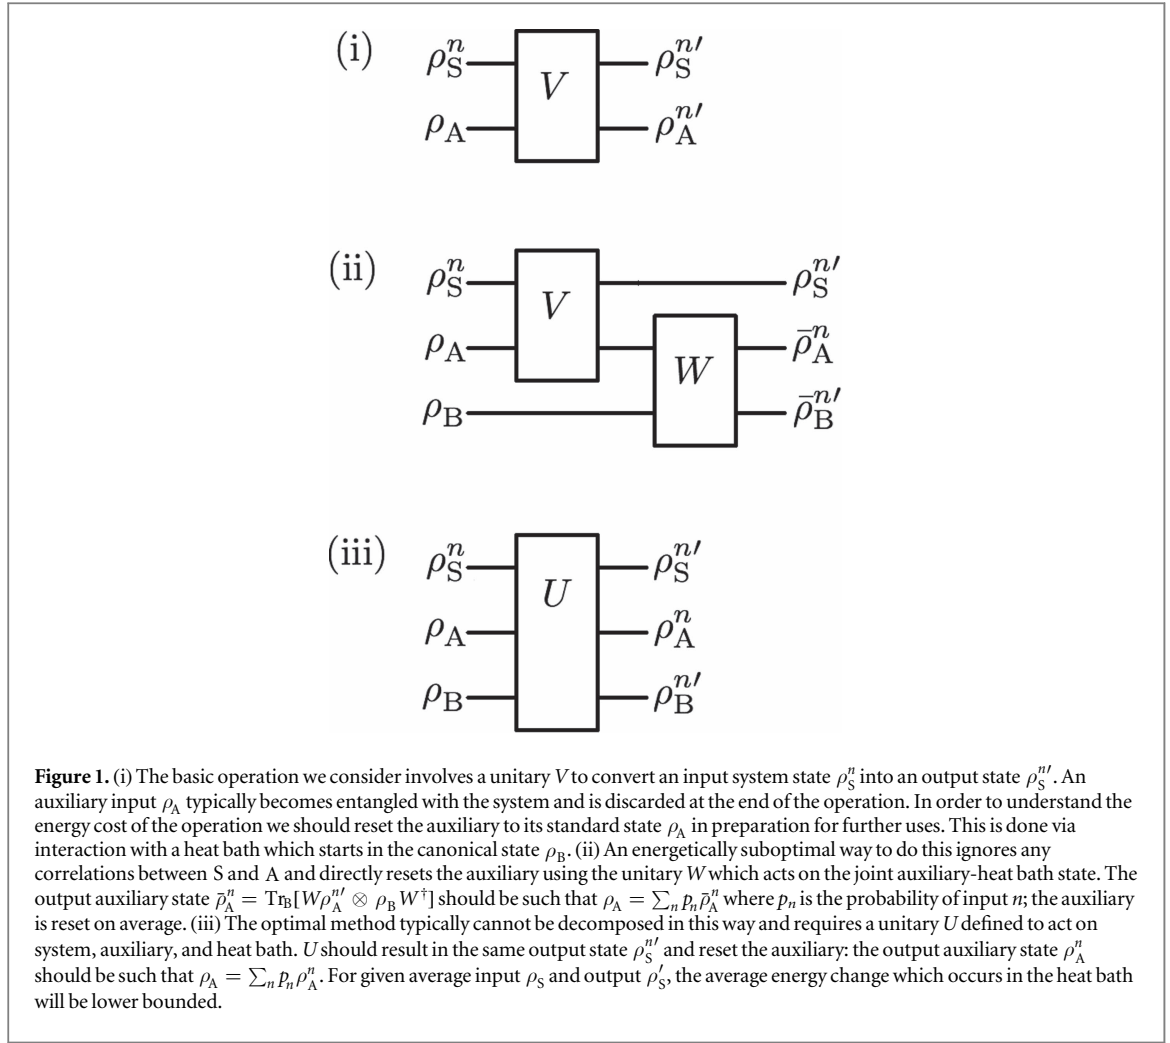 (i) ρ_S^n V ρ_S^{n′}
ρ_A ρ_A^{n′}
(ii) ρ_S^n V ρ_S^{n′}
ρ_A W ρ̄_A^n
ρ_B ρ̄_B^{n′}
(iii) ρ_S^n U ρ_S^{n′}
ρ_A ρ_A^n
ρ_B ρ_B^{n′}
Figure 1. (i) The basic operation we consider involves a unitary V to convert an input system state ρ_S^n into an output state ρ_S^{n′}. An
auxiliary input ρ_A typically becomes entangled with the system and is discarded at the end of the operation. In order to understand the
energy cost of the operation we should reset the auxiliary to its standard state ρ_A in preparation for further uses. This is done via
interaction with a heat bath which starts in the canonical state ρ_B. (ii) An energetically suboptimal way to do this ignores any
correlations between S and A and directly resets the auxiliary using the unitary W which acts on the joint auxiliary-heat bath state. The
output auxiliary state ρ̄_A^n = Tr_B[Wρ_A^{n′} ⊗ ρ_B W†] should be such that ρ_A = ∑_n p_n ρ̄_A^n where p_n is the probability of input n; the auxiliary
is reset on average. (iii) The optimal method typically cannot be decomposed in this way and requires a unitary U defined to act on
system, auxiliary, and heat bath. U should result in the same output state ρ_S^{n′} and reset the auxiliary: the output auxiliary state ρ_A^n
should be such that ρ_A = ∑_n p_n ρ_A^n. For given average input ρ_S and output ρ′_S, the average energy change which occurs in the heat bath
will be lower bounded.